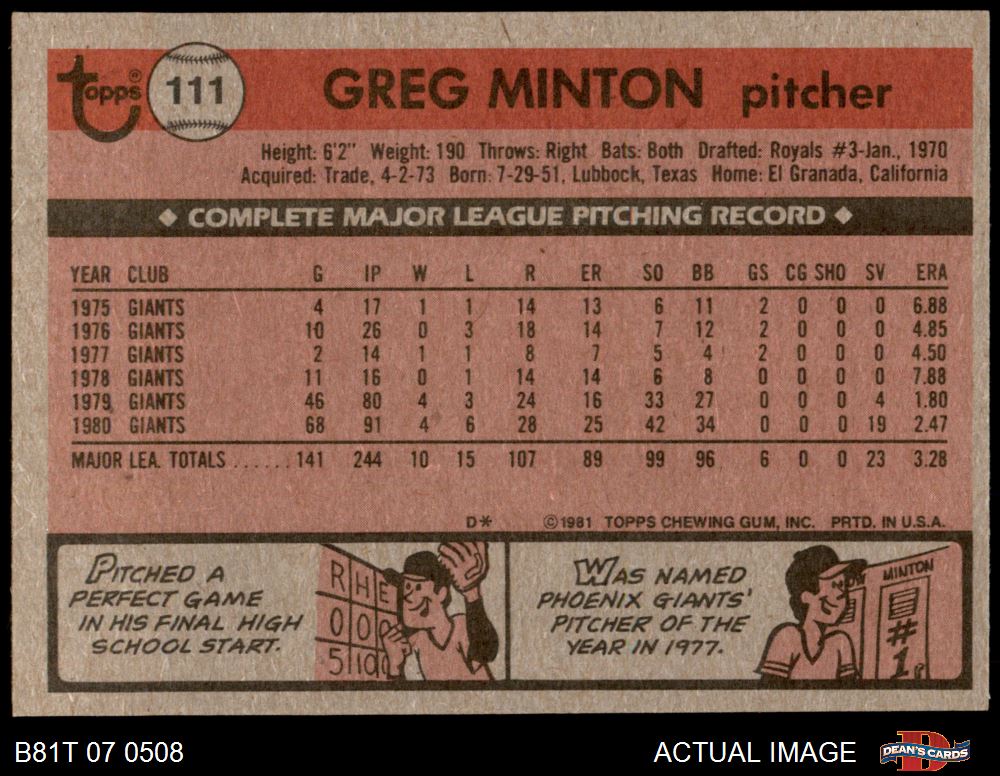 Topps® 111 GREG MINTON pitcher
Height: 6'2" Weight: 190 Throws: Right Bats: Both Drafted: Royals #3-Jan., 1970
Acquired: Trade, 4-2-73 Born: 7-29-51, Lubbock, Texas Home: El Granada, California
◆ COMPLETE MAJOR LEAGUE PITCHING RECORD ◆
YEAR CLUB G IP W L R ER SO BB GS CG SHO SV ERA
1975 GIANTS 4 17 1 1 14 13 6 11 2 0 0 0 6.88
1976 GIANTS 10 26 0 3 18 14 7 12 2 0 0 0 4.85
1977 GIANTS 2 14 1 1 8 7 5 4 2 0 0 0 4.50
1978 GIANTS 11 16 0 1 14 14 6 8 0 0 0 0 7.88
1979 GIANTS 46 80 4 3 24 16 33 27 0 0 0 4 1.80
1980 GIANTS 68 91 4 6 28 25 42 34 0 0 0 19 2.47
MAJOR LEA. TOTALS ...... 141 244 10 15 107 89 99 96 6 0 0 23 3.28
D* ©1981 TOPPS CHEWING GUM, INC. PRTD. IN U.S.A.
PITCHED A
PERFECT GAME
IN HIS FINAL HIGH
SCHOOL START.
R H E
0 0 0
5
WAS NAMED
PHOENIX GIANTS'
PITCHER OF THE
YEAR IN 1977.
MINTON
#
1
B81T 07 0508 ACTUAL IMAGE DEAN'S CARDS